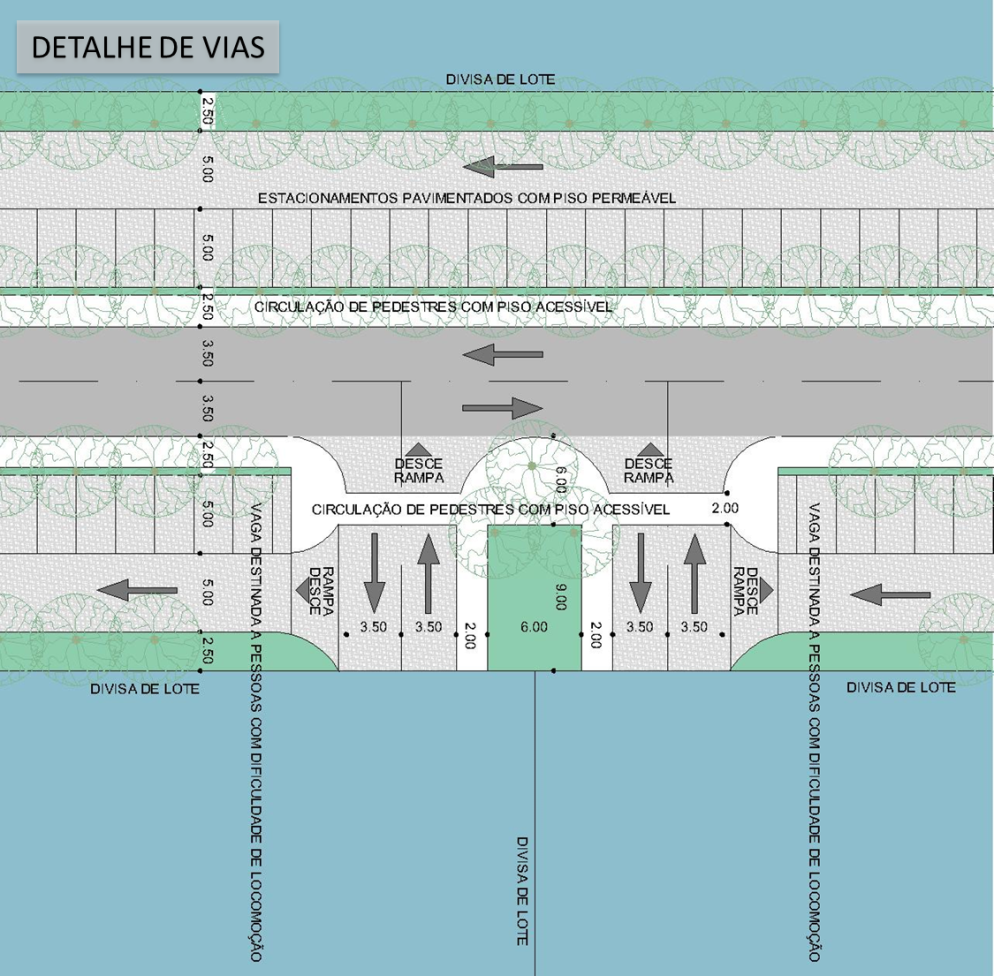 DETALHE DE VIAS
DIVISA DE LOTE
2.50
5.00
ESTACIONAMENTOS PAVIMENTADOS COM PISO PERMEÁVEL
5.00
2.50
CIRCULAÇÃO DE PEDESTRES COM PISO ACESSÍVEL
3.50
3.50
2.50
DESCE
RAMPA
DESCE
RAMPA
6.00
CIRCULAÇÃO DE PEDESTRES COM PISO ACESSÍVEL
2.00
5.00
VAGA DESTINADA A PESSOAS COM DIFICULDADE DE LOCOMOÇÃO
VAGA DESTINADA A PESSOAS COM DIFICULDADE DE LOCOMOÇÃO
5.00
RAMPA
DESCE
9.00
DESCE
RAMPA
3.50
3.50
2.00
6.00
2.00
3.50
3.50
2.50
DIVISA DE LOTE
DIVISA DE LOTE
DIVISA DE LOTE